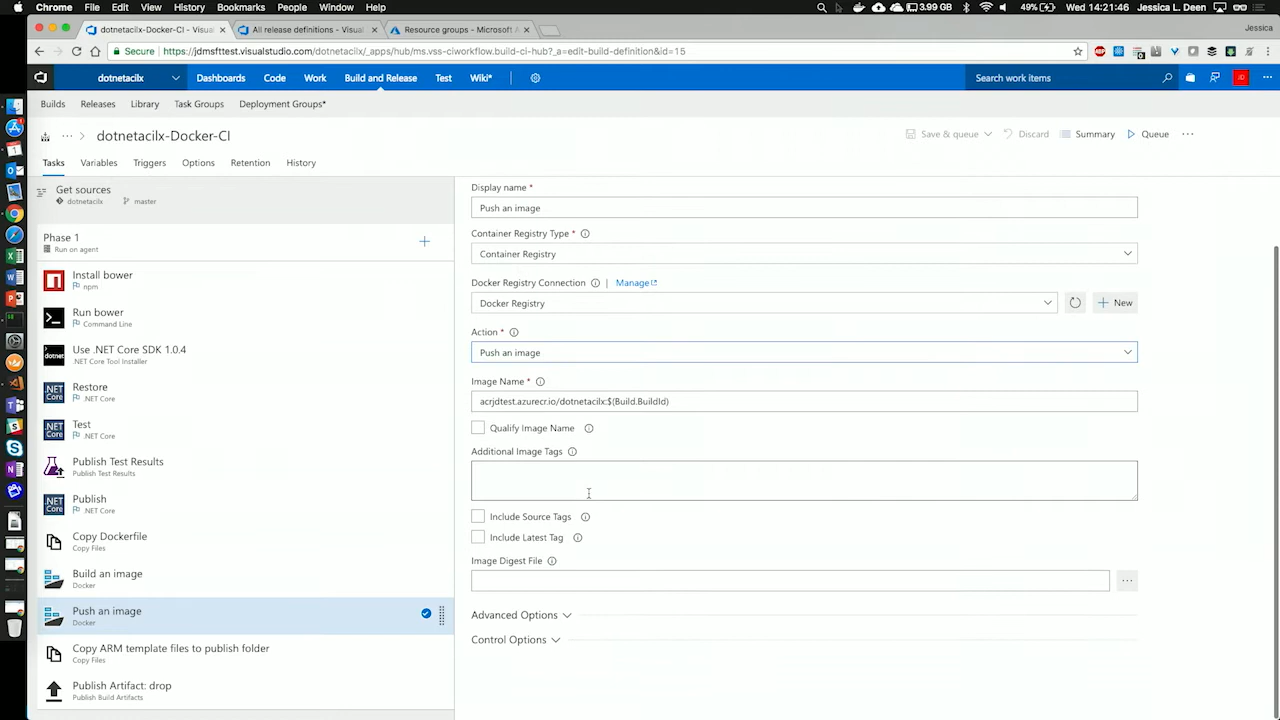 Chrome File Edit View History Bookmarks People Window Help 3.99 GB 49% Wed 14:21:46 Jessica L. Deen
dotnetacilx-Docker-CI - Visu All release definitions - Visual Resource groups - Microsoft A Jessica
Secure https://jdmsfttest.visualstudio.com/dotnetacilx/_apps/hub/ms.vss-ciworkflow.build-ci-hub?_a=edit-build-definition&id=15
dotnetacilx Dashboards Code Work Build and Release Test Wiki* Search work items JD
Builds Releases Library Task Groups Deployment Groups*
dotnetacilx-Docker-CI Save & queue Discard Summary Queue
Tasks Variables Triggers Options Retention History
Get sources
dotnetacilx master
Phase 1
Run on agent
Install bower
npm
Run bower
Command Line
Use .NET Core SDK 1.0.4
.NET Core Tool Installer
Restore
.NET Core
Test
.NET Core
Publish Test Results
Publish Test Results
Publish
.NET Core
Copy Dockerfile
Copy Files
Build an image
Docker
Push an image
Docker
Copy ARM template files to publish folder
Copy Files
Publish Artifact: drop
Publish Build Artifacts
Display name *
Push an image
Container Registry Type *
Container Registry
Docker Registry Connection | Manage
Docker Registry New
Action *
Push an image
Image Name *
acrjdtest.azurecr.io/dotnetacilx:$(Build.BuildId)
Qualify Image Name
Additional Image Tags
Include Source Tags
Include Latest Tag
Image Digest File
Advanced Options
Control Options